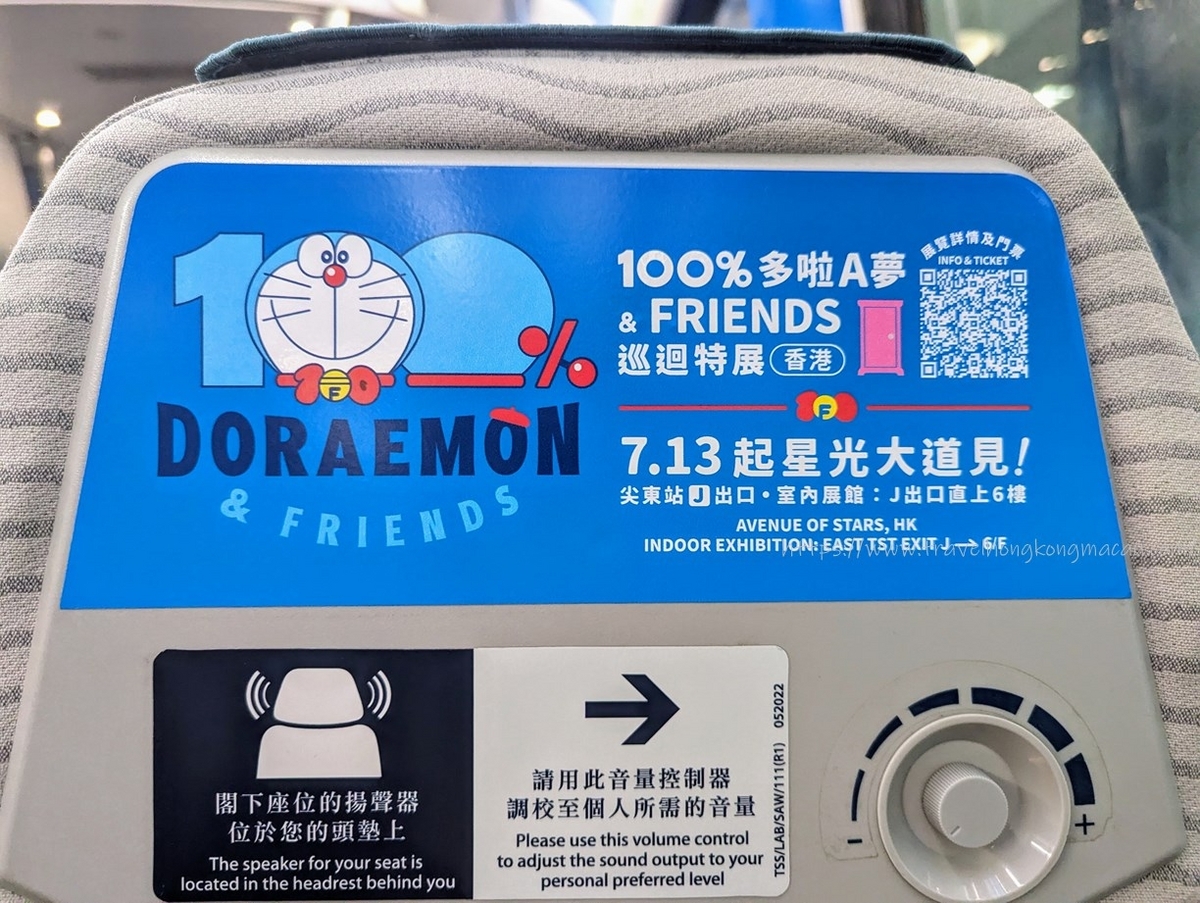 100%
DORAEMON
& FRIENDS
100%多啦A夢
& FRIENDS
巡迴特展 香港
展覽詳情及門票
INFO & TICKET
F
7.13 起星光大道見!
尖東站 J 出口・室內展館:J出口直上6樓
AVENUE OF STARS, HK
INDOOR EXHIBITION: EAST TST EXIT J → 6/F
https://www.travelhongkongmaca
閣下座位的揚聲器
位於您的頭墊上
The speaker for your seat is
located in the headrest behind you
請用此音量控制器
調校至個人所需的音量
Please use this volume control
to adjust the sound output to your
personal preferred level
TSS/LAB/SAW/111(R1) 052022
− +